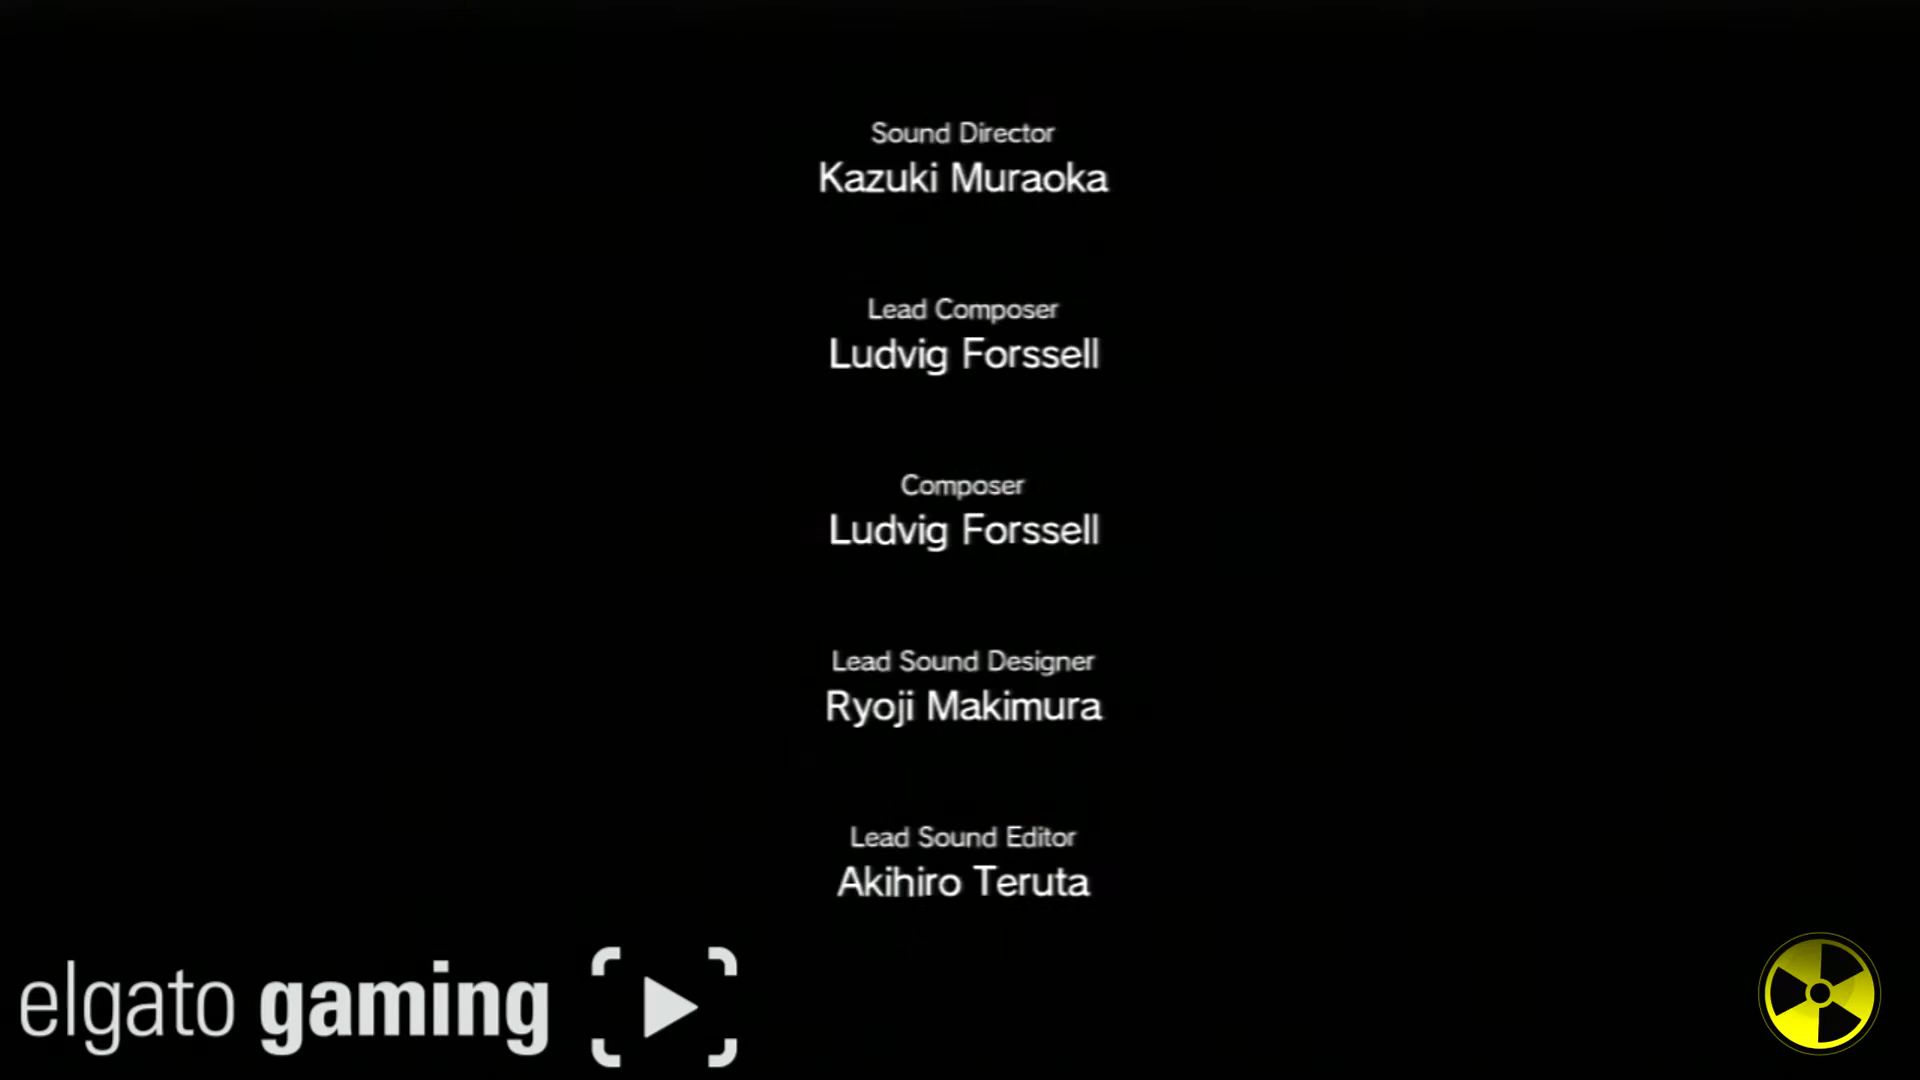 Sound Director
Kazuki Muraoka
Lead Composer
Ludvig Forssell
Composer
Ludvig Forssell
Lead Sound Designer
Ryoji Makimura
Lead Sound Editor
Akihiro Teruta
elgato gaming